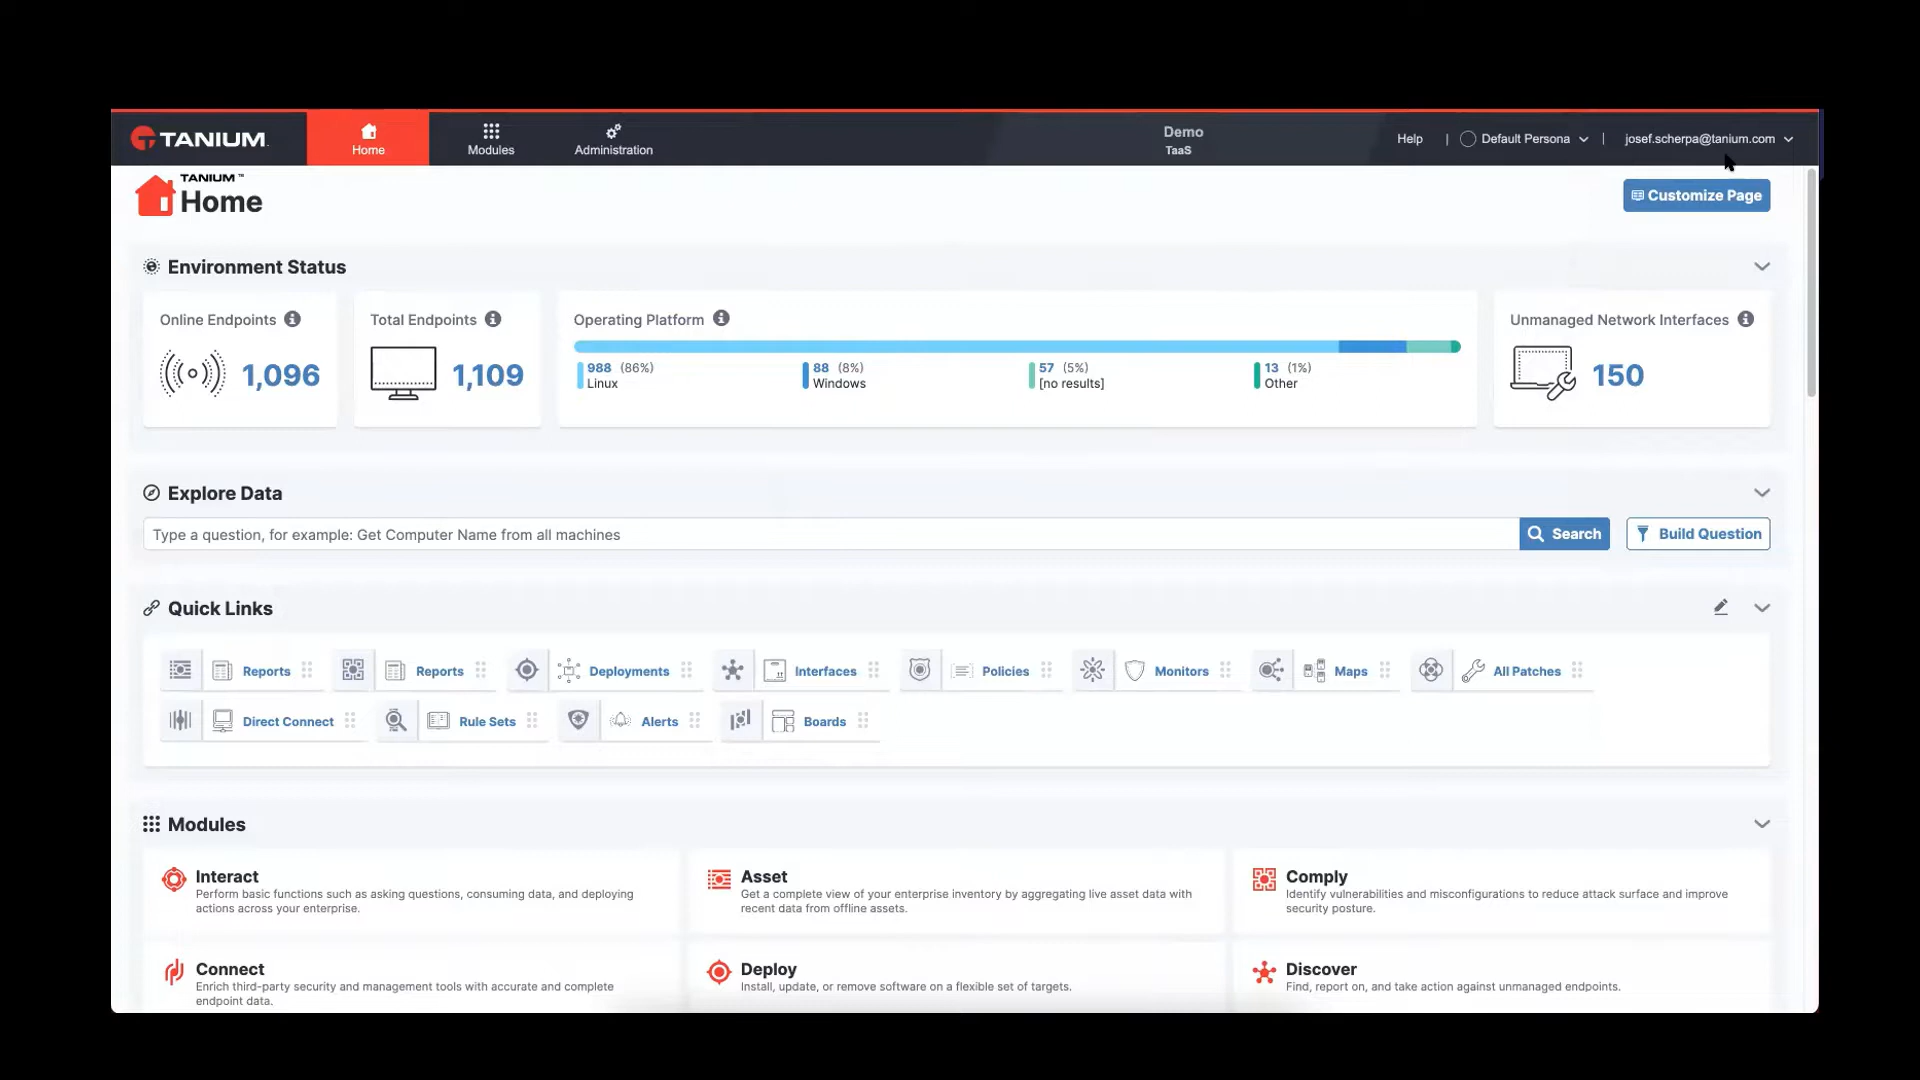 TANIUM
Home
Modules
Administration
Demo
TaaS
Help
Default Persona
josef.scherpa@tanium.com
TANIUM™
Home
Customize Page
Environment Status
Online Endpoints
1,096
Total Endpoints
1,109
Operating Platform
988 (86%)
Linux
88 (8%)
Windows
57 (5%)
[no results]
13 (1%)
Other
Unmanaged Network Interfaces
150
Explore Data
Type a question, for example: Get Computer Name from all machines
Search
Build Question
Quick Links
Reports
Reports
Deployments
Interfaces
Policies
Monitors
Maps
All Patches
Direct Connect
Rule Sets
Alerts
Boards
Modules
Interact
Perform basic functions such as asking questions, consuming data, and deploying
actions across your enterprise.
Asset
Get a complete view of your enterprise inventory by aggregating live asset data with
recent data from offline assets.
Comply
Identify vulnerabilities and misconfigurations to reduce attack surface and improve
security posture.
Connect
Enrich third-party security and management tools with accurate and complete
endpoint data.
Deploy
Install, update, or remove software on a flexible set of targets.
Discover
Find, report on, and take action against unmanaged endpoints.